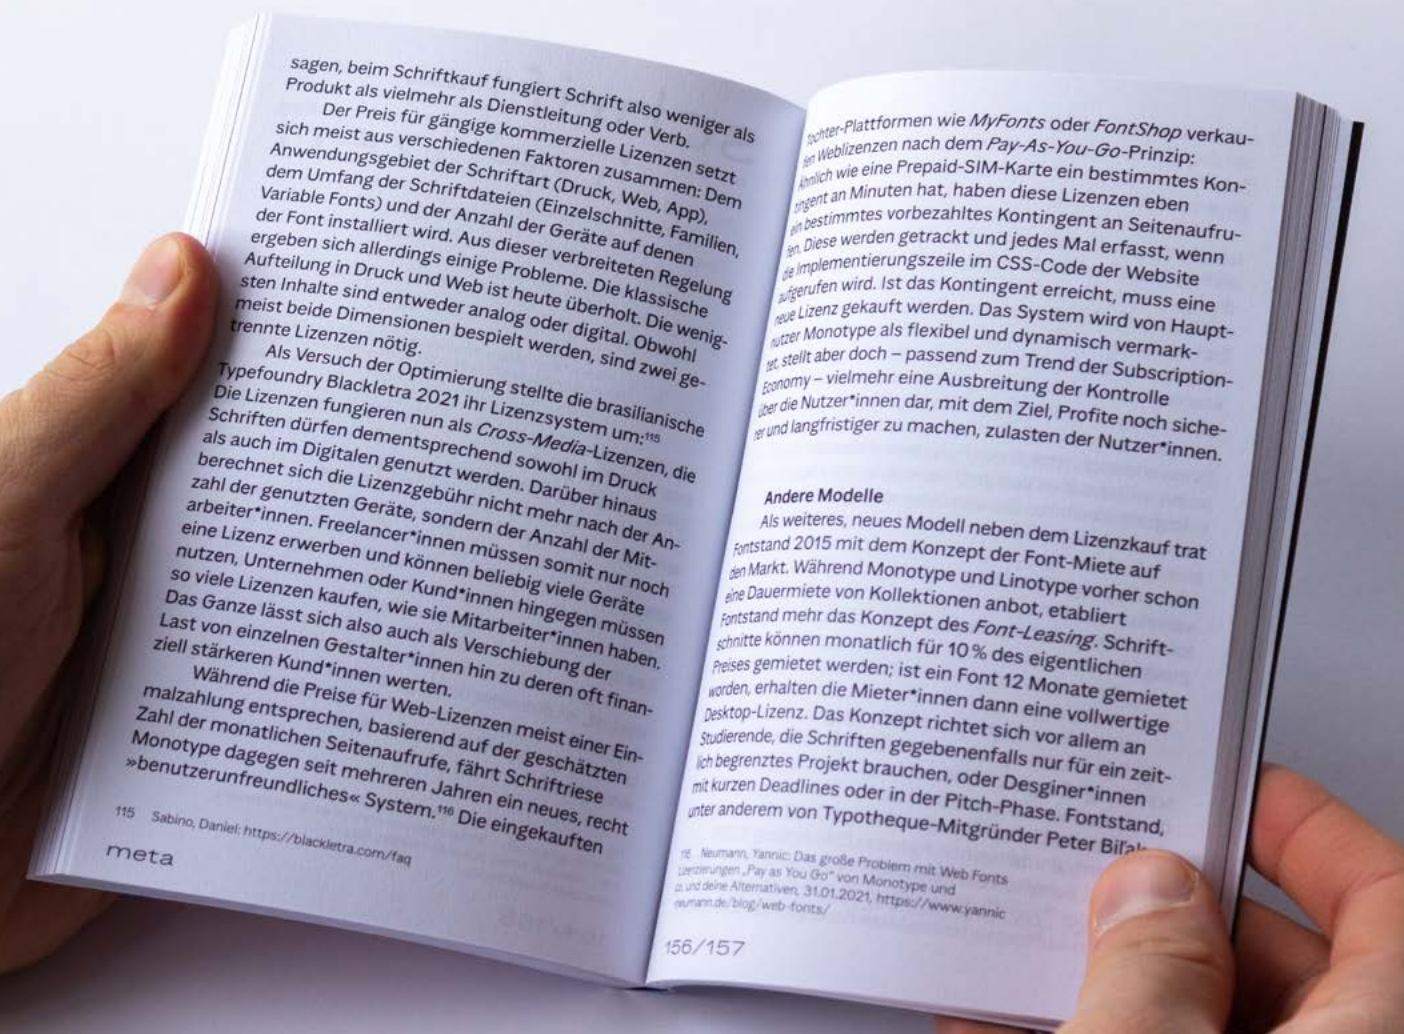 sagen, beim Schriftkauf fungiert Schrift also weniger als
Produkt als vielmehr als Dienstleitung oder Verb.
Der Preis für gängige kommerzielle Lizenzen setzt
sich meist aus verschiedenen Faktoren zusammen: Dem
Anwendungsgebiet der Schriftart (Druck, Web, App),
dem Umfang der Schriftdateien (Einzelschnitte, Familien,
Variable Fonts) und der Anzahl der Geräte auf denen
der Font installiert wird. Aus dieser verbreiteten Regelung
ergeben sich allerdings einige Probleme. Die klassische
Aufteilung in Druck und Web ist heute überholt. Die wenig-
sten Inhalte sind entweder analog oder digital. Obwohl
meist beide Dimensionen bespielt werden, sind zwei ge-
trennte Lizenzen nötig.
Als Versuch der Optimierung stellte die brasilianische
Typefoundry Blackletra 2021 ihr Lizenzsystem um:115
Die Lizenzen fungieren nun als Cross-Media-Lizenzen, die
Schriften dürfen dementsprechend sowohl im Druck
als auch im Digitalen genutzt werden. Darüber hinaus
berechnet sich die Lizenzgebühr nicht mehr nach der An-
zahl der genutzten Geräte, sondern der Anzahl der Mit-
arbeiter*innen. Freelancer*innen müssen somit nur noch
eine Lizenz erwerben und können beliebig viele Geräte
nutzen, Unternehmen oder Kund*innen hingegen müssen
so viele Lizenzen kaufen, wie sie Mitarbeiter*innen haben.
Das Ganze lässt sich also auch als Verschiebung der
Last von einzelnen Gestalter*innen hin zu deren oft finan-
ziell stärkeren Kund*innen werten.
Während die Preise für Web-Lizenzen meist einer Ein-
malzahlung entsprechen, basierend auf der geschätzten
Zahl der monatlichen Seitenaufrufe, fährt Schriftriese
Monotype dagegen seit mehreren Jahren ein neues, recht
»benutzerunfreundliches« System.116 Die eingekauften
115 Sabino, Daniel: https://blackletra.com/faq
meta
Tochter-Plattformen wie MyFonts oder FontShop verkau-
fen Weblizenzen nach dem Pay-As-You-Go-Prinzip:
Ähnlich wie eine Prepaid-SIM-Karte ein bestimmtes Kon-
tingent an Minuten hat, haben diese Lizenzen eben
ein bestimmtes vorbezahltes Kontingent an Seitenaufru-
fen. Diese werden getrackt und jedes Mal erfasst, wenn
die Implementierungszeile im CSS-Code der Website
aufgerufen wird. Ist das Kontingent erreicht, muss eine
neue Lizenz gekauft werden. Das System wird von Haupt-
nutzer Monotype als flexibel und dynamisch vermark-
tet, stellt aber doch – passend zum Trend der Subscription-
Economy – vielmehr eine Ausbreitung der Kontrolle
über die Nutzer*innen dar, mit dem Ziel, Profite noch siche-
rer und langfristiger zu machen, zulasten der Nutzer*innen.
Andere Modelle
Als weiteres, neues Modell neben dem Lizenzkauf trat
Fontstand 2015 mit dem Konzept der Font-Miete auf
den Markt. Während Monotype und Linotype vorher schon
eine Dauermiete von Kollektionen anbot, etabliert
Fontstand mehr das Konzept des Font-Leasing. Schrift-
schnitte können monatlich für 10 % des eigentlichen
Preises gemietet werden; ist ein Font 12 Monate gemietet
worden, erhalten die Mieter*innen dann eine vollwertige
Desktop-Lizenz. Das Konzept richtet sich vor allem an
Studierende, die Schriften gegebenenfalls nur für ein zeit-
lich begrenztes Projekt brauchen, oder Desginer*innen
mit kurzen Deadlines oder in der Pitch-Phase. Fontstand,
unter anderem von Typotheque-Mitgründer Peter
116 Neumann, Yannic: Das große Problem mit Web Fonts
Lizenzierungen „Pay as You Go“ von Monotype und
Co. und deine Alternativen, 31.01.2021, https://www.yannic
neumann.de/blog/web-fonts/
156/157